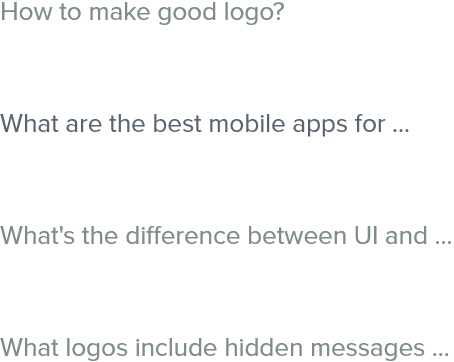 How to make good logo?
What are the best mobile apps for ...
What's the difference between UI and ...
What logos include hidden messages ...